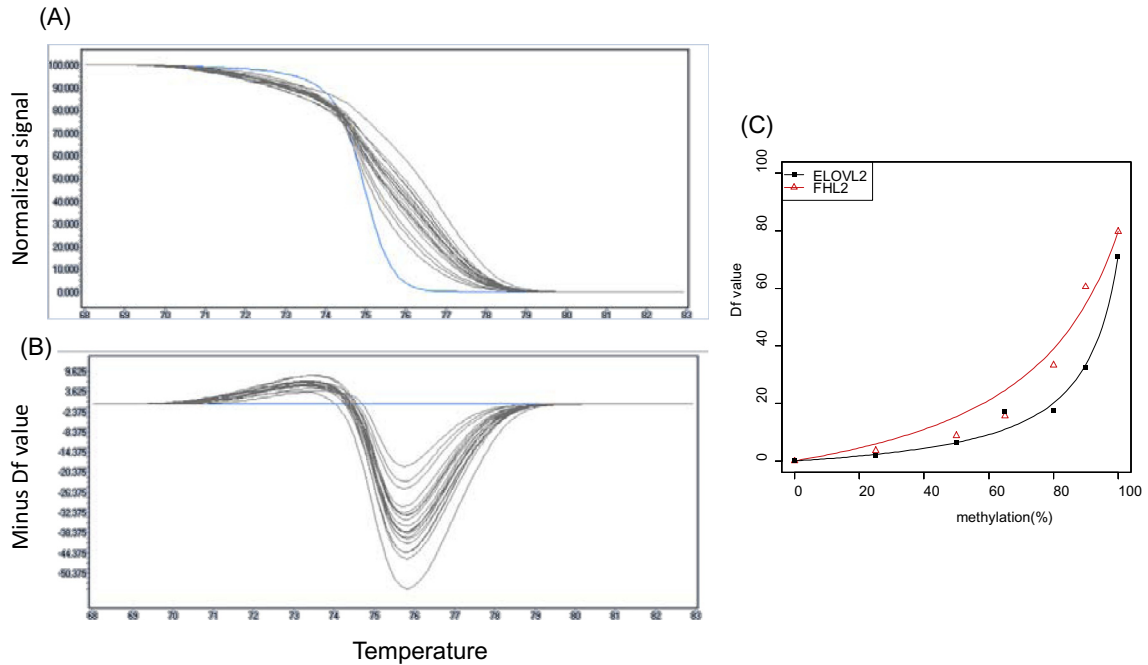 (A)
Normalized signal
100.000
90.000
80.000
70.000
60.000
50.000
40.000
30.000
20.000
10.000
0.000
68 69 70 71 72 73 74 75 76 77 78 79 80 81 82 83
(B)
Minus Df value
9.625
3.625
-2.375
-8.375
-14.375
-20.375
-26.375
-32.375
-38.375
-44.375
-50.375
68 69 70 71 72 73 74 75 76 77 78 79 80 81 82 83
Temperature
(C)
ELOVL2
FHL2
Df value
100
80
60
40
20
0
0 20 40 60 80 100
methylation(%)